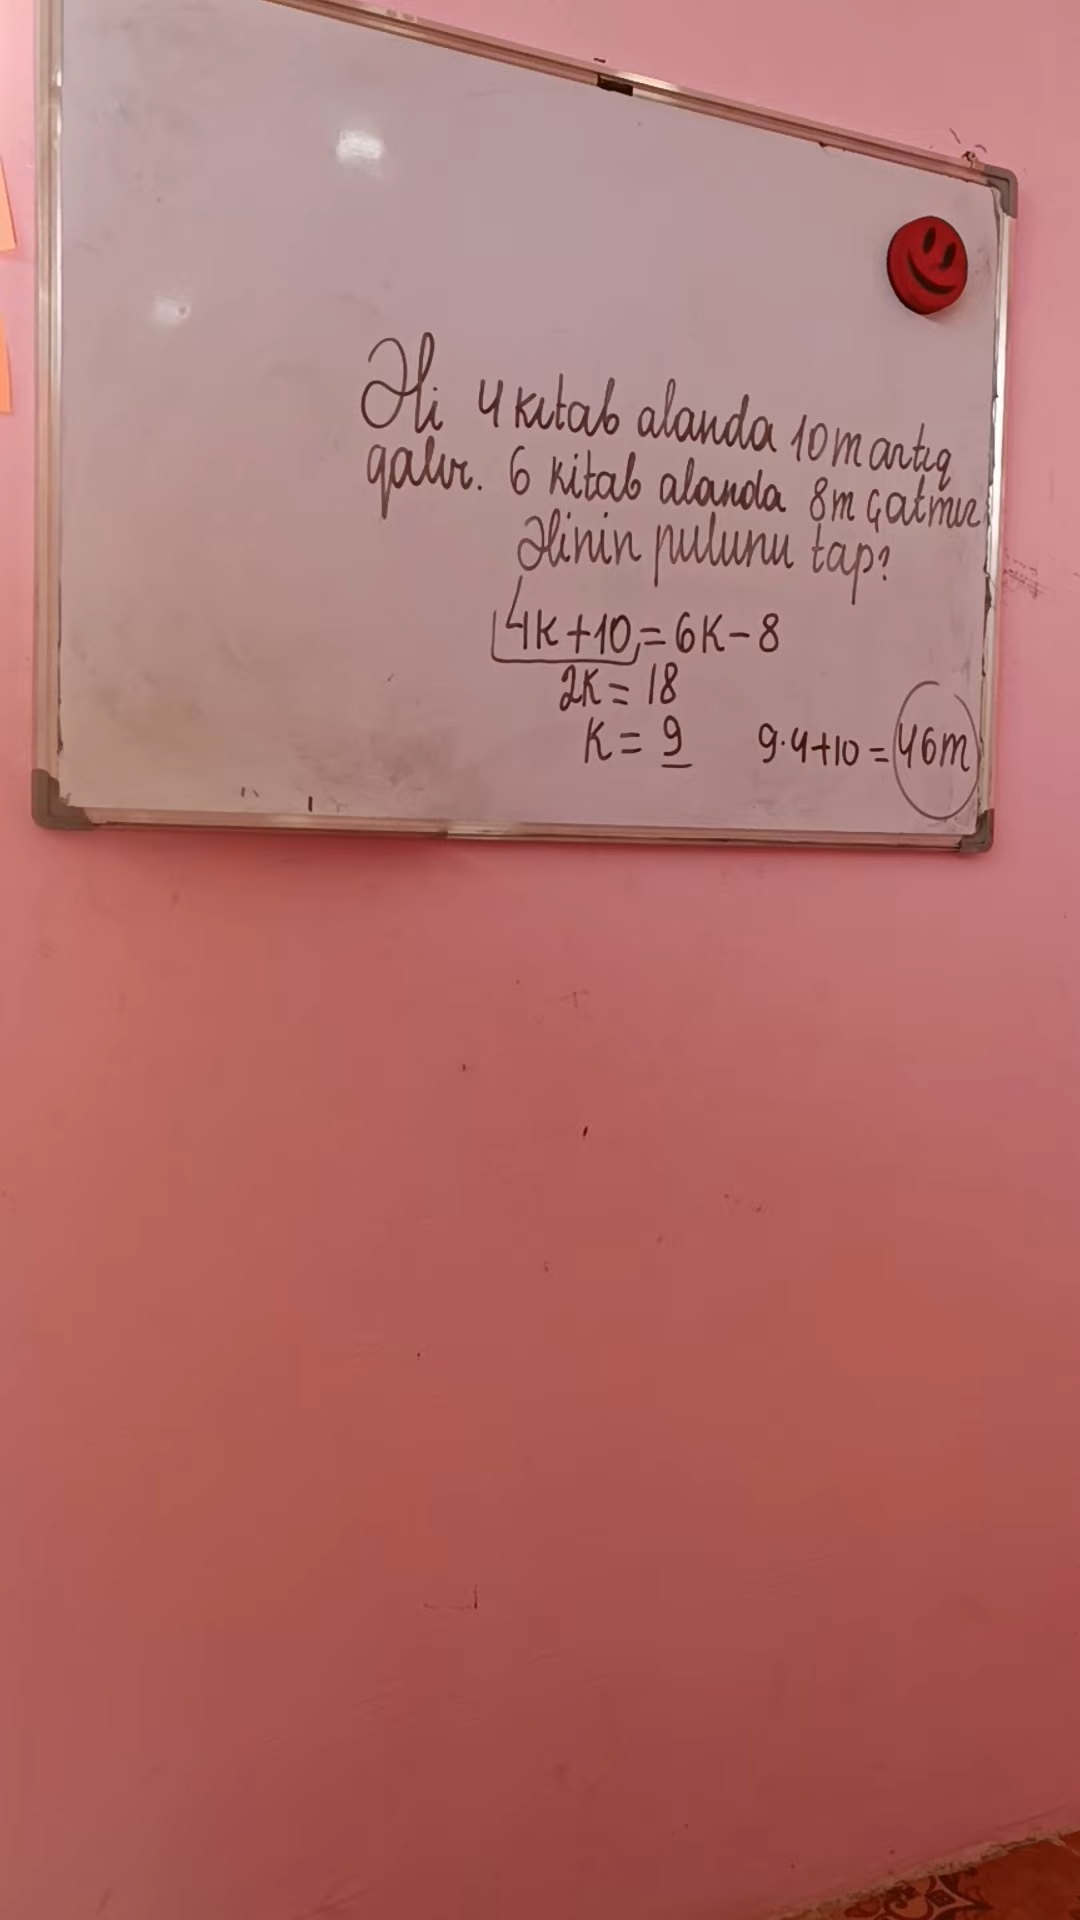 Əli 4 kitab alanda 10m artıq
qalır. 6 kitab alanda 8m çatmır
Əlinin pulunu tap?
4k+10=6k-8
2k=18
k=9 9·4+10=46m